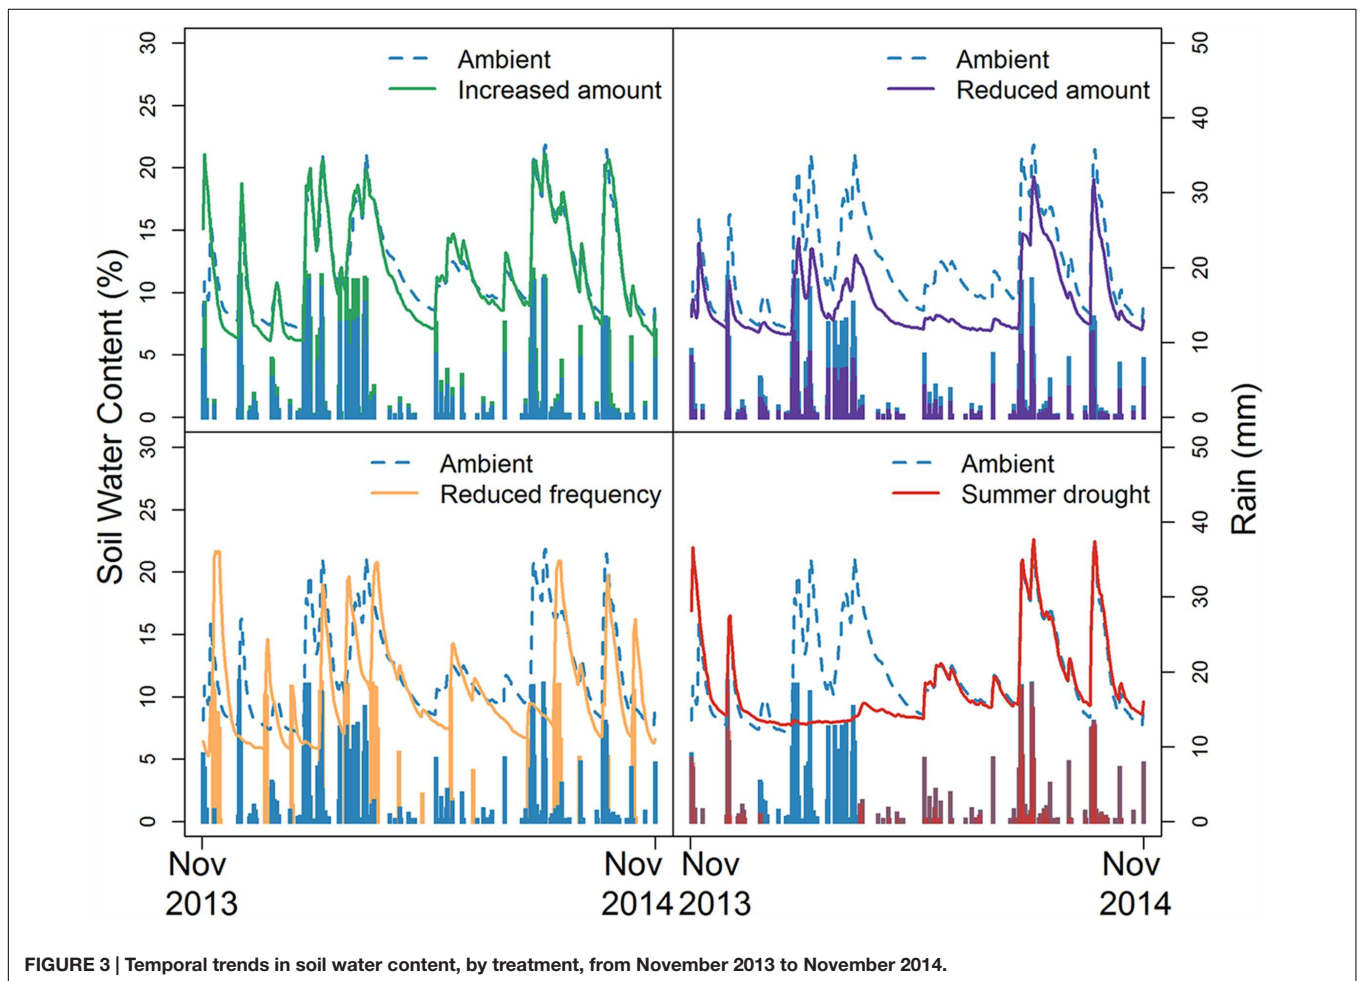 30
25
20
15
10
5
0
Ambient
Increased amount
Ambient
Reduced amount
50
40
30
20
10
0
Soil Water Content (%)
Rain (mm)
30
25
20
15
10
5
0
Ambient
Reduced frequency
Ambient
Summer drought
50
40
30
20
10
0
Nov
2013
Nov
2014
Nov
2013
Nov
2014
FIGURE 3 | Temporal trends in soil water content, by treatment, from November 2013 to November 2014.